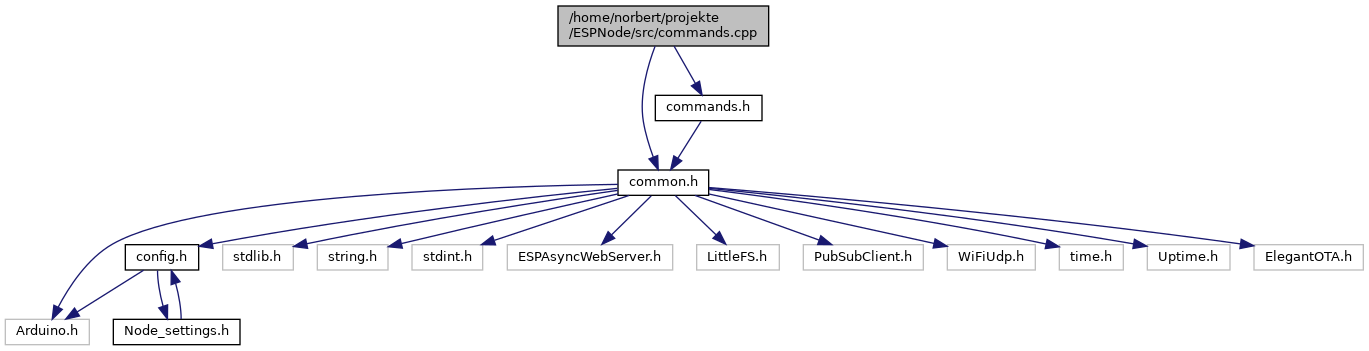 /home/norbert/projekte
/ESPNode/src/commands.cpp
commands.h
common.h
config.h
stdlib.h
string.h
stdint.h
ESPAsyncWebServer.h
LittleFS.h
PubSubClient.h
WiFiUdp.h
time.h
Uptime.h
ElegantOTA.h
Arduino.h
Node_settings.h